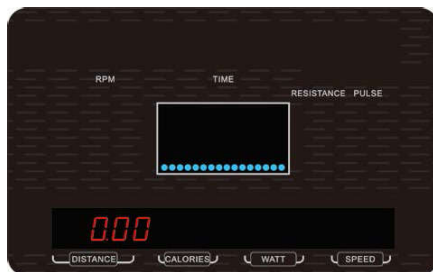 RPM TIME
RESISTANCE PULSE
0.00
DISTANCE CALORIES WATT SPEED